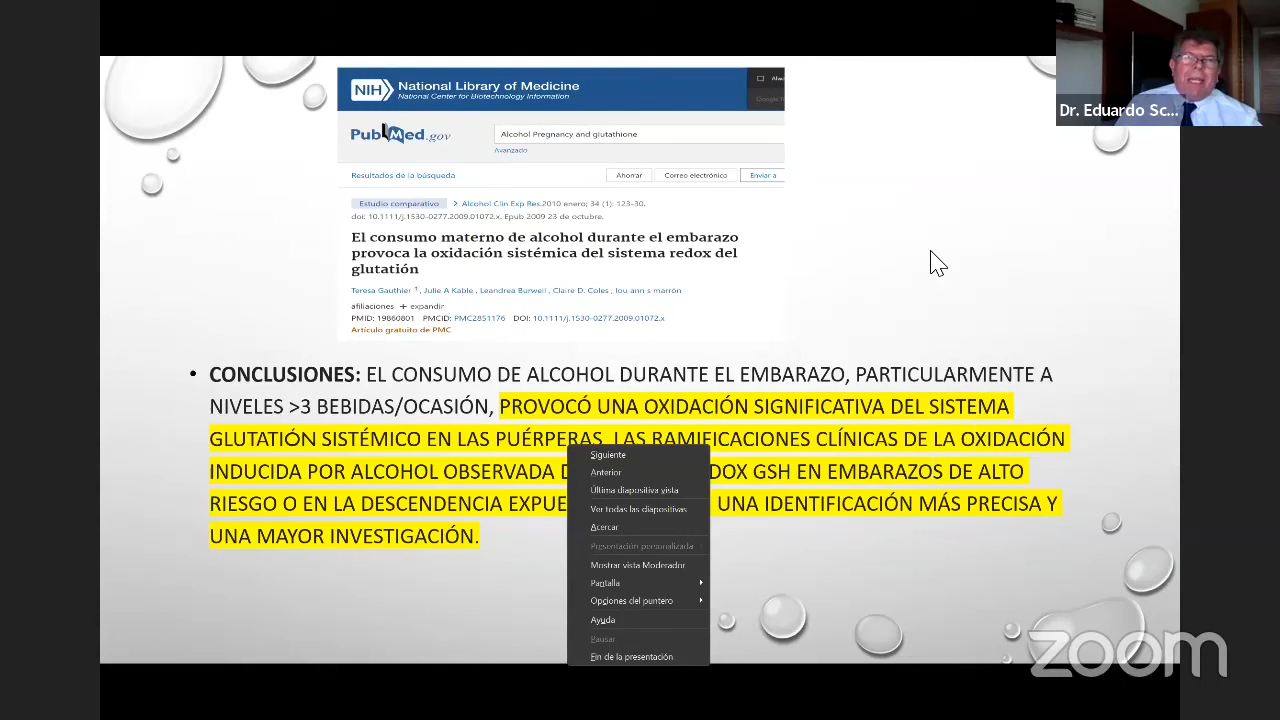 NIH National Library of Medicine
National Center for Biotechnology Information
PubMed.gov
Alcohol Pregnancy and glutathione
Avanzado
Resultados de la búsqueda
Ahorrar
Correo electrónico
Enviar a
Estudio comparativo > Alcohol Clin Exp Res.2010 enero; 34 (1): 123-30.
doi: 10.1111/j.1530-0277.2009.01072.x. Epub 2009 23 de octubre.
El consumo materno de alcohol durante el embarazo
provoca la oxidación sistémica del sistema redox del
glutatión
Teresa Gauthier †, Julie A Kable , Leandrea Burwell , Claire D. Coles , lou ann s marrón
afiliaciones + expandir
PMID: 19860801 PMCID: PMC2851176 DOI: 10.1111/j.1530-0277.2009.01072.x
Artículo gratuito de PMC
Dr. Eduardo Sc...
• CONCLUSIONES: EL CONSUMO DE ALCOHOL DURANTE EL EMBARAZO, PARTICULARMENTE A
NIVELES >3 BEBIDAS/OCASIÓN, PROVOCÓ UNA OXIDACIÓN SIGNIFICATIVA DEL SISTEMA
GLUTATIÓN SISTÉMICO EN LAS PUÉRPERAS. LAS RAMIFICACIONES CLÍNICAS DE LA OXIDACIÓN
INDUCIDA POR ALCOHOL OBSERVADA GSH EN EMBARAZOS DE ALTO
RIESGO O EN LA DESCENDENCIA UNA IDENTIFICACIÓN MÁS PRECISA Y
UNA MAYOR INVESTIGACIÓN.
Siguiente
Anterior
Última diapositiva vista
Ver todas las diapositivas
Acercar
Presentación personalizada
Mostrar vista Moderador
Pantalla
Opciones del puntero
Ayuda
Pausar
Fin de la presentación
zoom